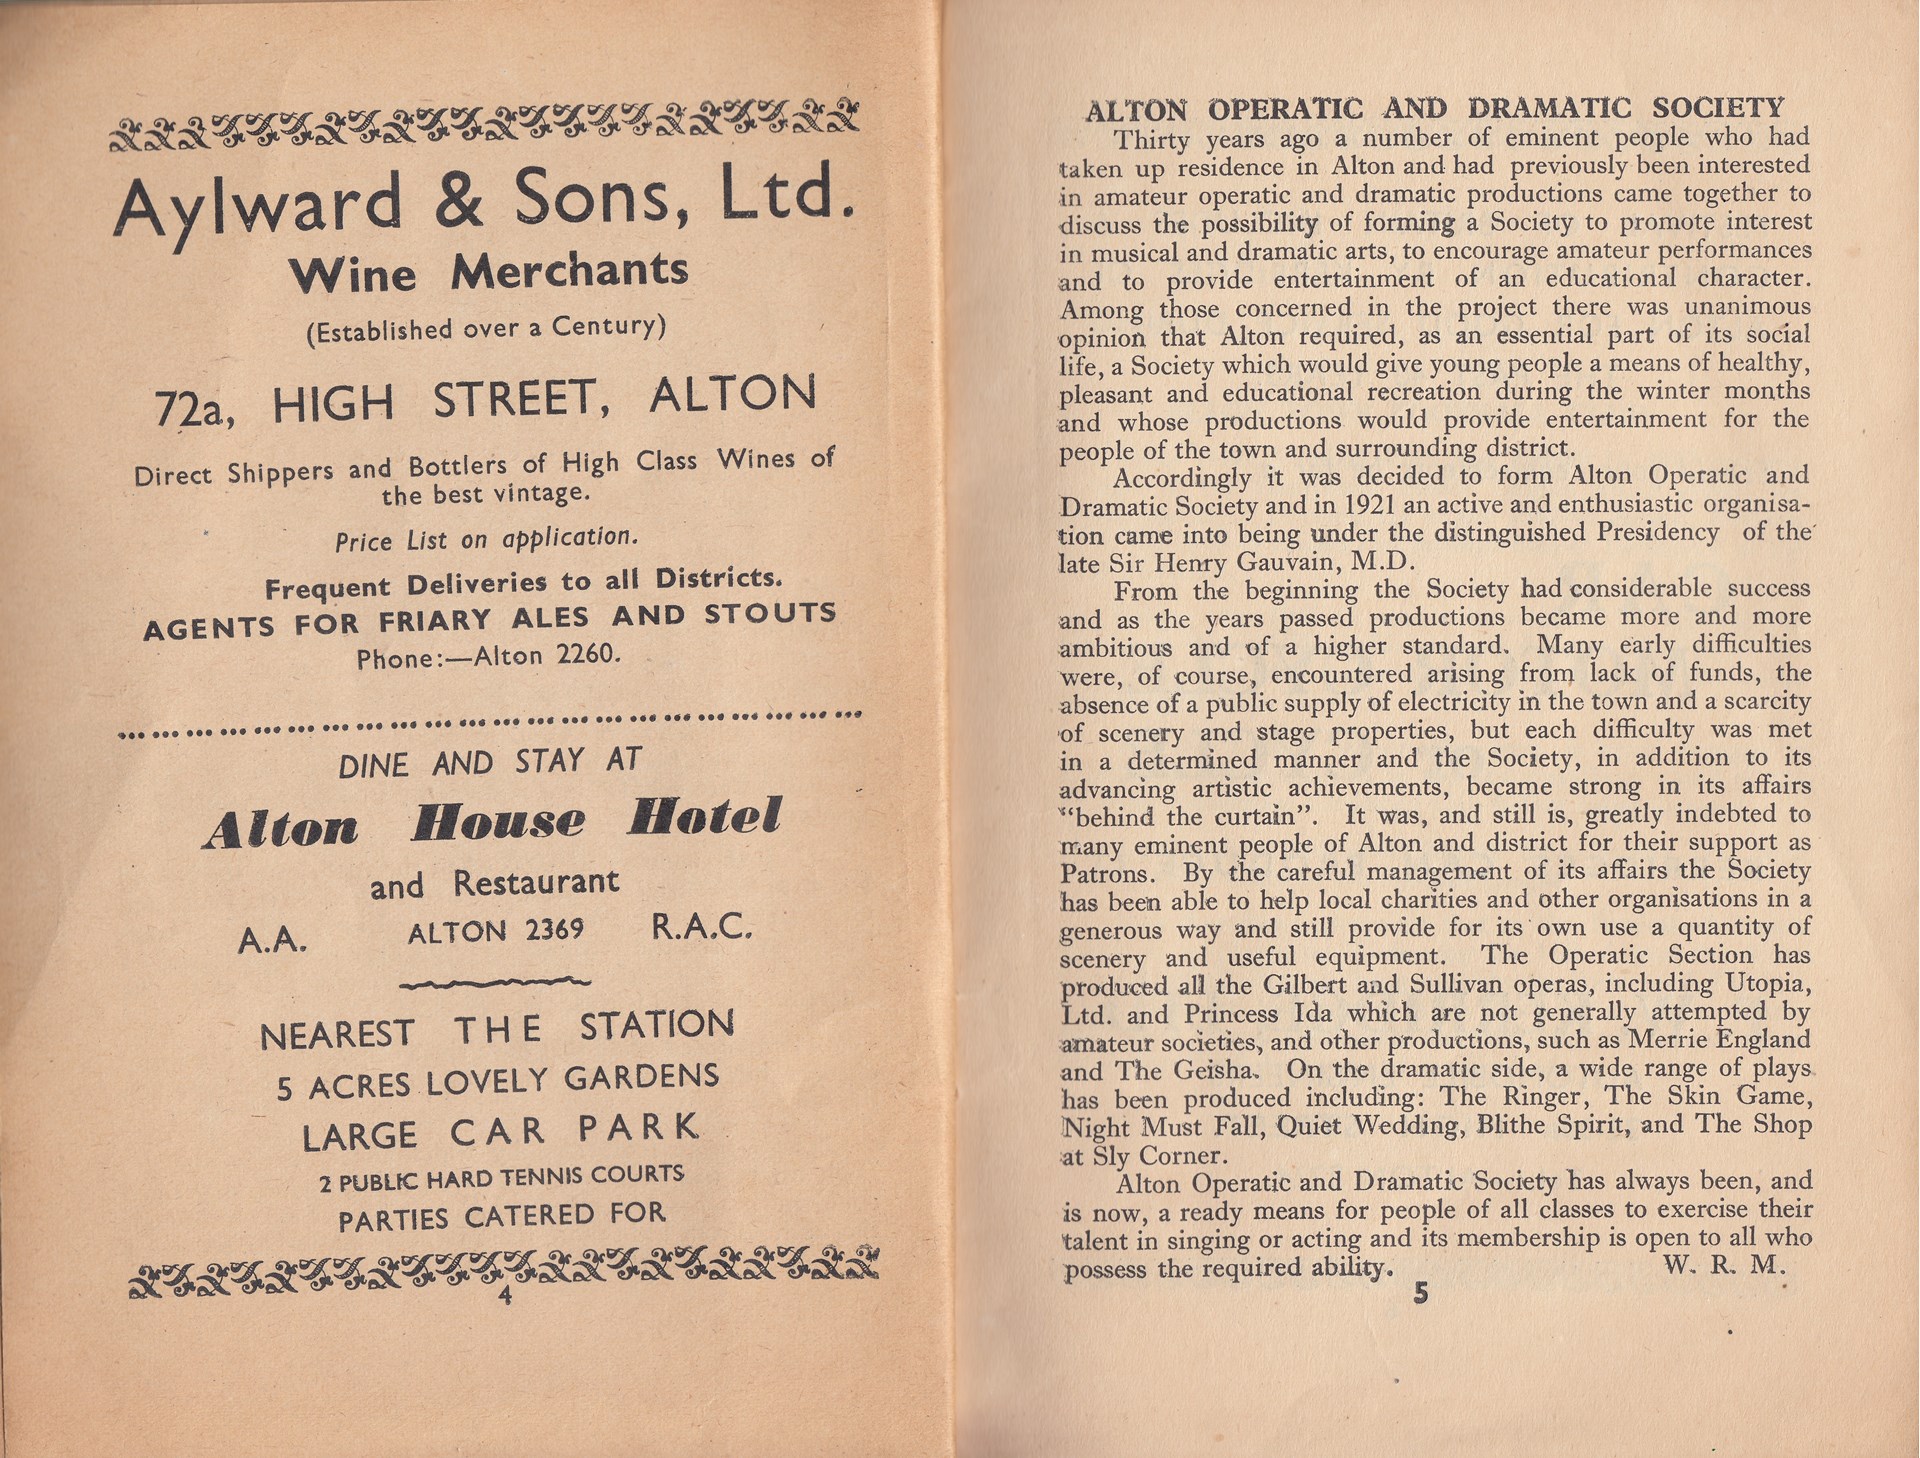 Aylward & Sons, Ltd.
Wine Merchants
(Established over a Century)
72a, HIGH STREET, ALTON
Direct Shippers and Bottlers of High Class Wines of
the best vintage.
Price List on application.
Frequent Deliveries to all Districts.
AGENTS FOR FRIARY ALES AND STOUTS
Phone:—Alton 2260.
DINE AND STAY AT
Alton House Hotel
and Restaurant
A.A. ALTON 2369 R.A.C.
NEAREST THE STATION
5 ACRES LOVELY GARDENS
LARGE CAR PARK
2 PUBLIC HARD TENNIS COURTS
PARTIES CATERED FOR
4
ALTON OPERATIC AND DRAMATIC SOCIETY
Thirty years ago a number of eminent people who had
taken up residence in Alton and had previously been interested
in amateur operatic and dramatic productions came together to
discuss the possibility of forming a Society to promote interest
in musical and dramatic arts, to encourage amateur performances
and to provide entertainment of an educational character.
Among those concerned in the project there was unanimous
opinion that Alton required, as an essential part of its social
life, a Society which would give young people a means of healthy,
pleasant and educational recreation during the winter months
and whose productions would provide entertainment for the
people of the town and surrounding district.
Accordingly it was decided to form Alton Operatic and
Dramatic Society and in 1921 an active and enthusiastic organisa-
tion came into being under the distinguished Presidency of the
late Sir Henry Gauvain, M.D.
From the beginning the Society had considerable success
and as the years passed productions became more and more
ambitious and of a higher standard. Many early difficulties
were, of course, encountered arising from lack of funds, the
absence of a public supply of electricity in the town and a scarcity
of scenery and stage properties, but each difficulty was met
in a determined manner and the Society, in addition to its
advancing artistic achievements, became strong in its affairs
"behind the curtain". It was, and still is, greatly indebted to
many eminent people of Alton and district for their support as
Patrons. By the careful management of its affairs the Society
has been able to help local charities and other organisations in a
generous way and still provide for its own use a quantity of
scenery and useful equipment. The Operatic Section has
produced all the Gilbert and Sullivan operas, including Utopia,
Ltd. and Princess Ida which are not generally attempted by
amateur societies, and other productions, such as Merrie England
and The Geisha. On the dramatic side, a wide range of plays
has been produced including: The Ringer, The Skin Game,
Night Must Fall, Quiet Wedding, Blithe Spirit, and The Shop
at Sly Corner.
Alton Operatic and Dramatic Society has always been, and
is now, a ready means for people of all classes to exercise their
talent in singing or acting and its membership is open to all who
possess the required ability. W. R. M.
5